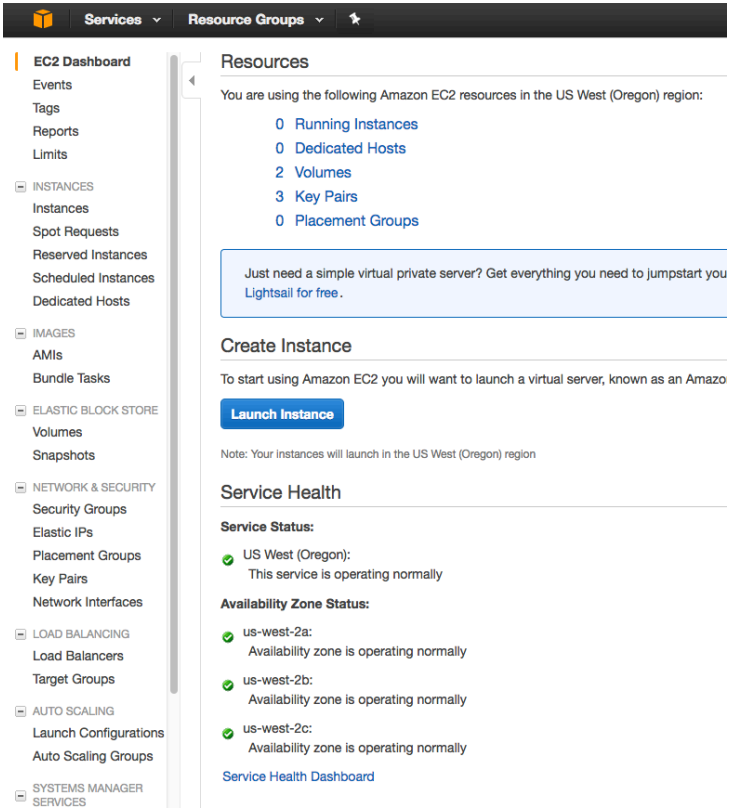 Services
Resource Groups
EC2 Dashboard
Events
Tags
Reports
Limits
INSTANCES
Instances
Spot Requests
Reserved Instances
Scheduled Instances
Dedicated Hosts
IMAGES
AMIs
Bundle Tasks
ELASTIC BLOCK STORE
Volumes
Snapshots
NETWORK & SECURITY
Security Groups
Elastic IPs
Placement Groups
Key Pairs
Network Interfaces
LOAD BALANCING
Load Balancers
Target Groups
AUTO SCALING
Launch Configurations
Auto Scaling Groups
SYSTEMS MANAGER
SERVICES
Resources
You are using the following Amazon EC2 resources in the US West (Oregon) region:
0 Running Instances
0 Dedicated Hosts
2 Volumes
3 Key Pairs
0 Placement Groups
Just need a simple virtual private server? Get everything you need to jumpstart you
Lightsail for free.
Create Instance
To start using Amazon EC2 you will want to launch a virtual server, known as an Amazo
Launch Instance
Note: Your instances will launch in the US West (Oregon) region
Service Health
Service Status:
US West (Oregon):
This service is operating normally
Availability Zone Status:
us-west-2a:
Availability zone is operating normally
us-west-2b:
Availability zone is operating normally
us-west-2c:
Availability zone is operating normally
Service Health Dashboard